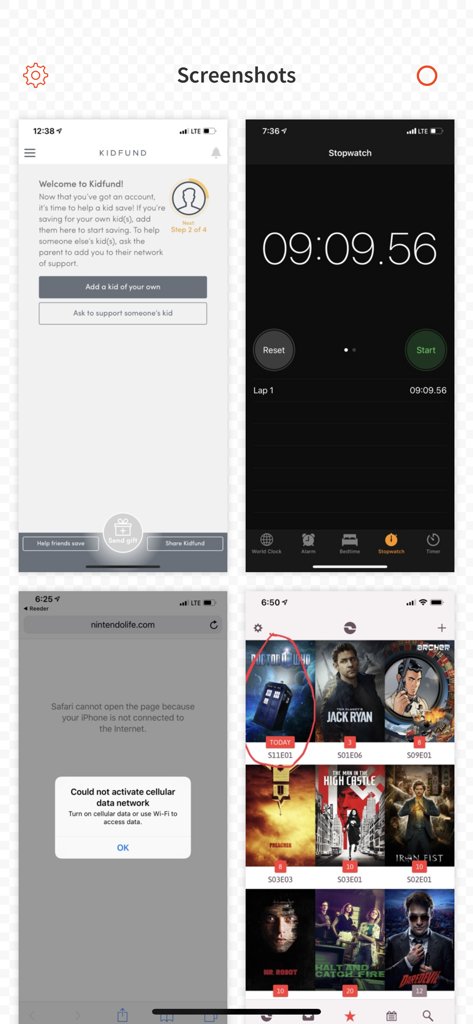 Screenshots
12:38
LTE
KIDFUND
Welcome to Kidfund!
Now that you've got an account,
it's time to help a kid save! If you're
saving for your own kid(s), add
them here to start saving. To help
someone else's kid(s), ask the
parent to add you to their network
of support.
Next:
Step 2 of 4
Add a kid of your own
Ask to support someone's kid
Help friends save
Send gift
Share Kidfund
7:36
LTE
Stopwatch
09:09.56
Reset
Start
Lap 1
09:09.56
World Clock
Alarm
Bedtime
Stopwatch
Timer
6:25
LTE
Reeder
nintendolife.com
Safari cannot open the page because
your iPhone is not connected to
the Internet.
Could not activate cellular
data network
Turn on cellular data or use Wi-Fi to
access data.
OK
6:50
DOCTOR WHO
TODAY
S11E01
JACK RYAN
S01E06
ARCHER
S09E01
PREACHER
8
S03E03
THE MAN IN THE
HIGH CASTLE
10
S03E01
IRON FIST
10
S02E01
MR. ROBOT
10
HALT AND
CATCH FIRE
20
DAREDEVIL
12